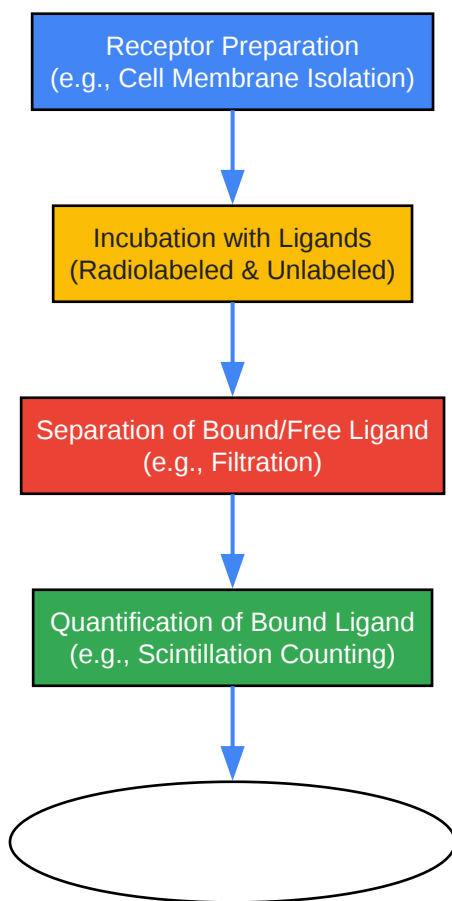 Receptor Preparation
(e.g., Cell Membrane Isolation)
Incubation with Ligands
(Radiolabeled & Unlabeled)
Separation of Bound/Free Ligand
(e.g., Filtration)
Quantification of Bound Ligand
(e.g., Scintillation Counting)